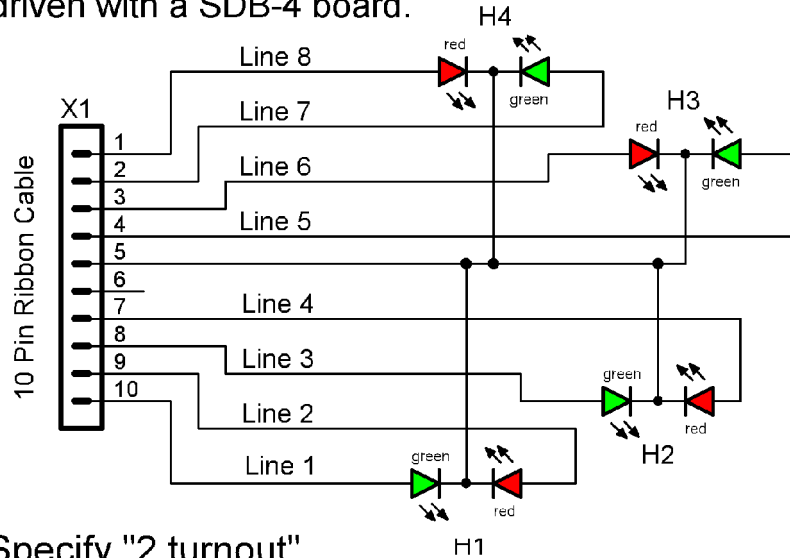 driven with a SDB-4 board.
H4
Line 8
red
green
X1
H3
1
Line 7
red
green
2
Line 6
3
Line 5
4
5
6
7
Line 4
8
Line 3
green
red
H2
9
10
Line 2
Line 1
green
red
H1
10 Pin Ribbon Cable
Specify "2 turnout"